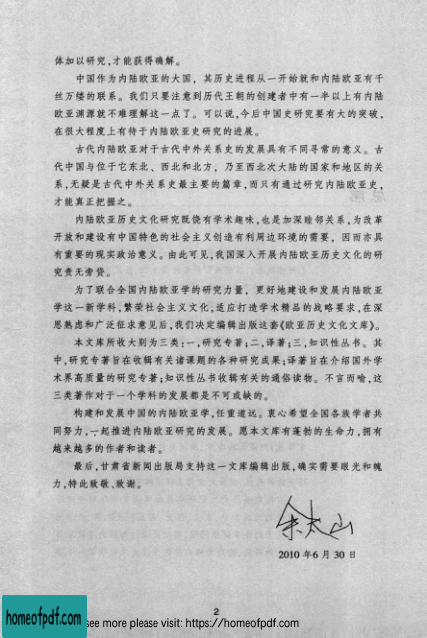 体加以研究,才能获得确解。
中国作为内陆欧亚的大国，其历史进程从一开始就和内陆欧亚有千
丝万缕的联系。我们只要注意到历代王朝的创建者中有一半以上有内陆
欧亚渊源就不难理解这一点了。可以说,今后中国史研究要有大的突破,
在很大程度上有待于内陆欧亚史研究的进展。
古代内陆欧亚对于古代中外关系史的发展具有不同寻常的意义。古
代中国与位于它东北、西北和北方，乃至西北次大陆的国家和地区的关
系,无疑是古代中外关系史最主要的篇章,而只有通过研究内陆欧亚史,
才能真正把握之。
内陆欧亚历史文化研究既饶有学术趣味,也是加深睦邻关系,为改革
开放和建设有中国特色的社会主义创造有利周边环境的需要，因而亦具
有重要的现实政治意义。由此可见,我国深入开展内陆欧亚历史文化的研
究责无旁贷。
为了联合全国内陆欧亚学的研究力量，更好地建设和发展内陆欧亚
学这一新学科,繁荣社会主义文化,适应打造学术精品的战略要求,在深
思熟虑和广泛征求意见后,我们决定编辑出版这套《欧亚历史文化文库》。
本文库所收大别为三类:一,研究专著;二,译著;三,知识性丛书。其
中,研究专著旨在收辑有关诸课题的各种研究成果;译著旨在介绍国外学
术界高质量的研究专著;知识性丛书收辑有关的通俗读物。不言而喻,这
三类著作对于一个学科的发展都是不可或缺的。
构建和发展中国的内陆欧亚学,任重道远。衷心希望全国各族学者共
同努力,一起推进内陆欧亚研究的发展。愿本文库有蓬勃的生命力,拥有
越来越多的作者和读者。
最后,甘肃省新闻出版局支持这一文库编辑出版,确实需要眼光和魄
力,特此致敬、致谢。
余太山
2010 年 6 月 30 日
2
homeofpdf.com
see more please visit: https://homeofpdf.com